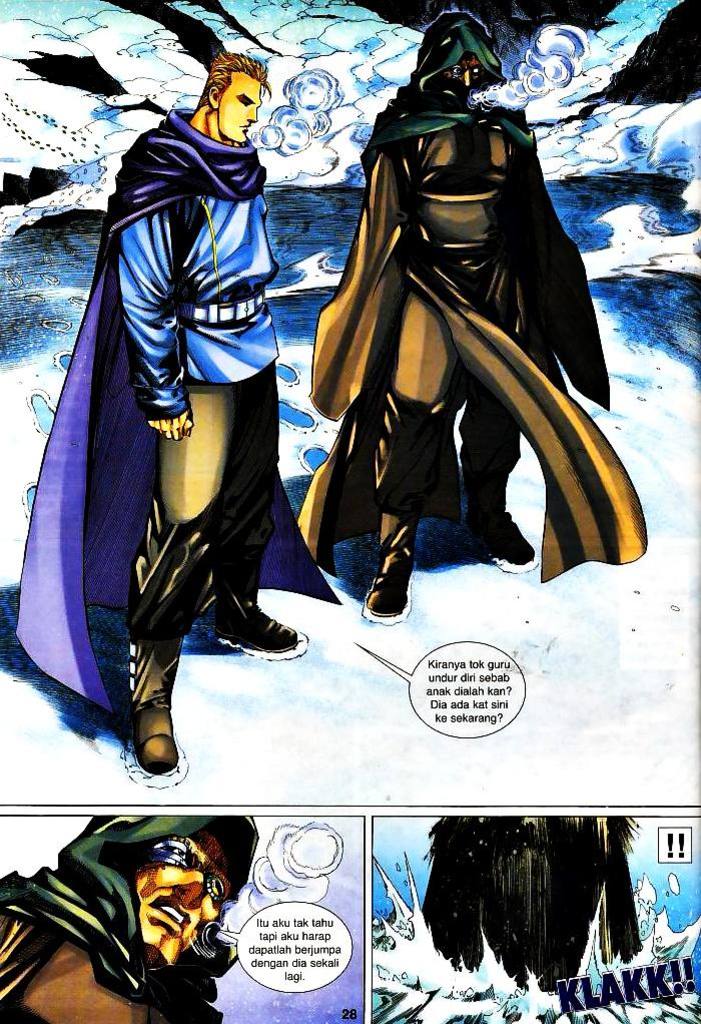 Kiranya tok guru
undur diri sebab
anak dialah kan?
Dia ada kat sini
ke sekarang?
Itu aku tak tahu
tapi aku harap
dapatlah berjumpa
dengan dia sekali
lagi.
!!
KLAKK!!
28